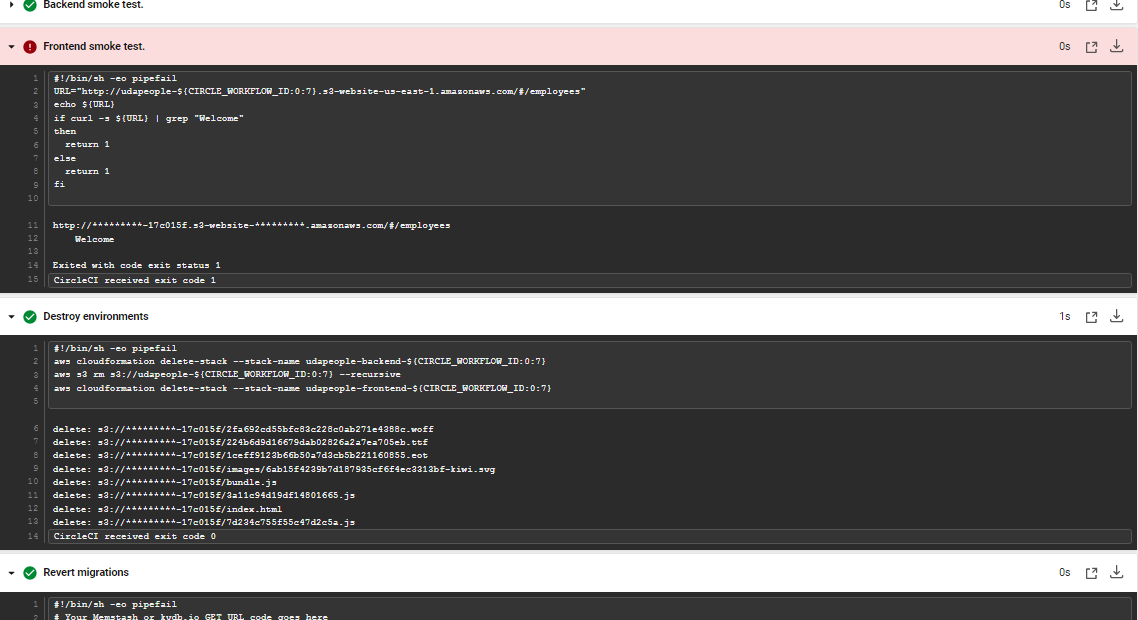 Backend smoke test. 0s
Frontend smoke test. 0s
1 #!/bin/sh -eo pipefail
2 URL="http://udapeople-${CIRCLE_WORKFLOW_ID:0:7}.s3-website-us-east-1.amazonaws.com/#/employees"
3 echo ${URL}
4 if curl -s ${URL} | grep "Welcome"
5 then
6 return 1
7 else
8 return 1
9 fi
10
11 http://*********-17c015f.s3-website-*********.amazonaws.com/#/employees
12 Welcome
13
14 Exited with code exit status 1
15 CircleCI received exit code 1
Destroy environments 1s
1 #!/bin/sh -eo pipefail
2 aws cloudformation delete-stack --stack-name udapeople-backend-${CIRCLE_WORKFLOW_ID:0:7}
3 aws s3 rm s3://udapeople-${CIRCLE_WORKFLOW_ID:0:7} --recursive
4 aws cloudformation delete-stack --stack-name udapeople-frontend-${CIRCLE_WORKFLOW_ID:0:7}
5
6 delete: s3://*********-17c015f/2fa692cd55bfc83c228c0ab271e4388c.woff
7 delete: s3://*********-17c015f/224b6d9d16679dab02826a2a7ea705eb.ttf
8 delete: s3://*********-17c015f/1ceff9123b66b50a7d3cb5b221160855.eot
9 delete: s3://*********-17c015f/images/6ab15f4239b7d187935cf6f4ec3313bf-kiwi.svg
10 delete: s3://*********-17c015f/bundle.js
11 delete: s3://*********-17c015f/3a11c94d19df14801665.js
12 delete: s3://*********-17c015f/index.html
13 delete: s3://*********-17c015f/7d234c755f55c47d2c5a.js
14 CircleCI received exit code 0
Revert migrations 0s
1 #!/bin/sh -eo pipefail
2 # Your Memstash or kvdb.io GET URL code goes here